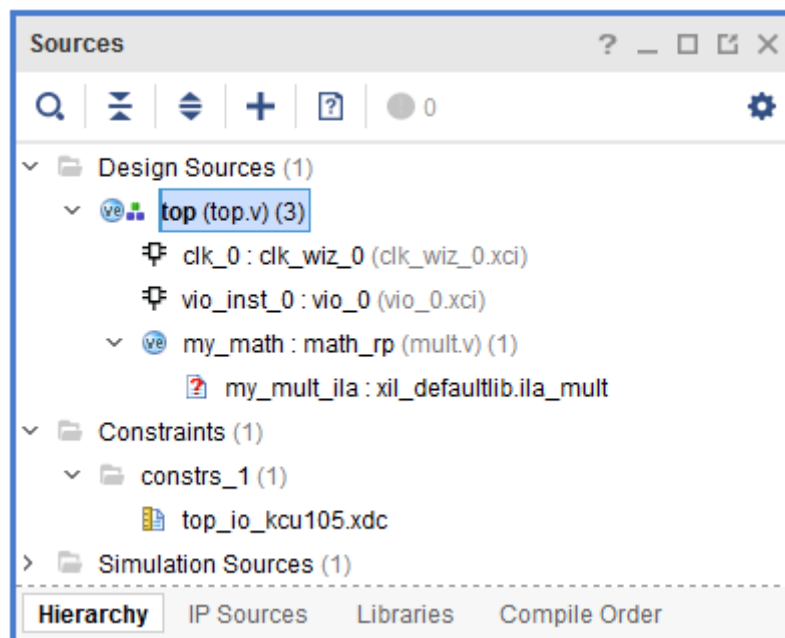 Sources
0
Design Sources (1)
top (top.v) (3)
clk_0 : clk_wiz_0 (clk_wiz_0.xci)
vio_inst_0 : vio_0 (vio_0.xci)
my_math : math_rp (mult.v) (1)
my_mult_ila : xil_defaultlib.ila_mult
Constraints (1)
constrs_1 (1)
top_io_kcu105.xdc
Simulation Sources (1)
Hierarchy IP Sources Libraries Compile Order